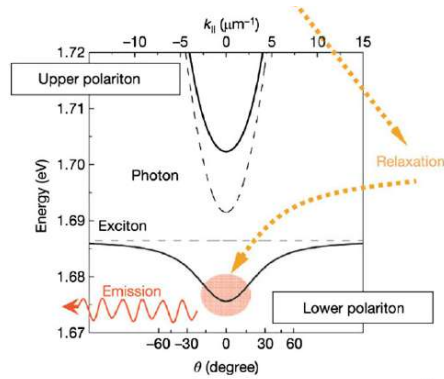 k|| (μm⁻¹)
−10 −5 0 5 10 15
1.72
Upper polariton
1.71
Energy (eV)
1.70
Photon
Relaxation
1.69
Exciton
1.68
Emission
Lower polariton
1.67
−60 −30 0 30 60
θ (degree)